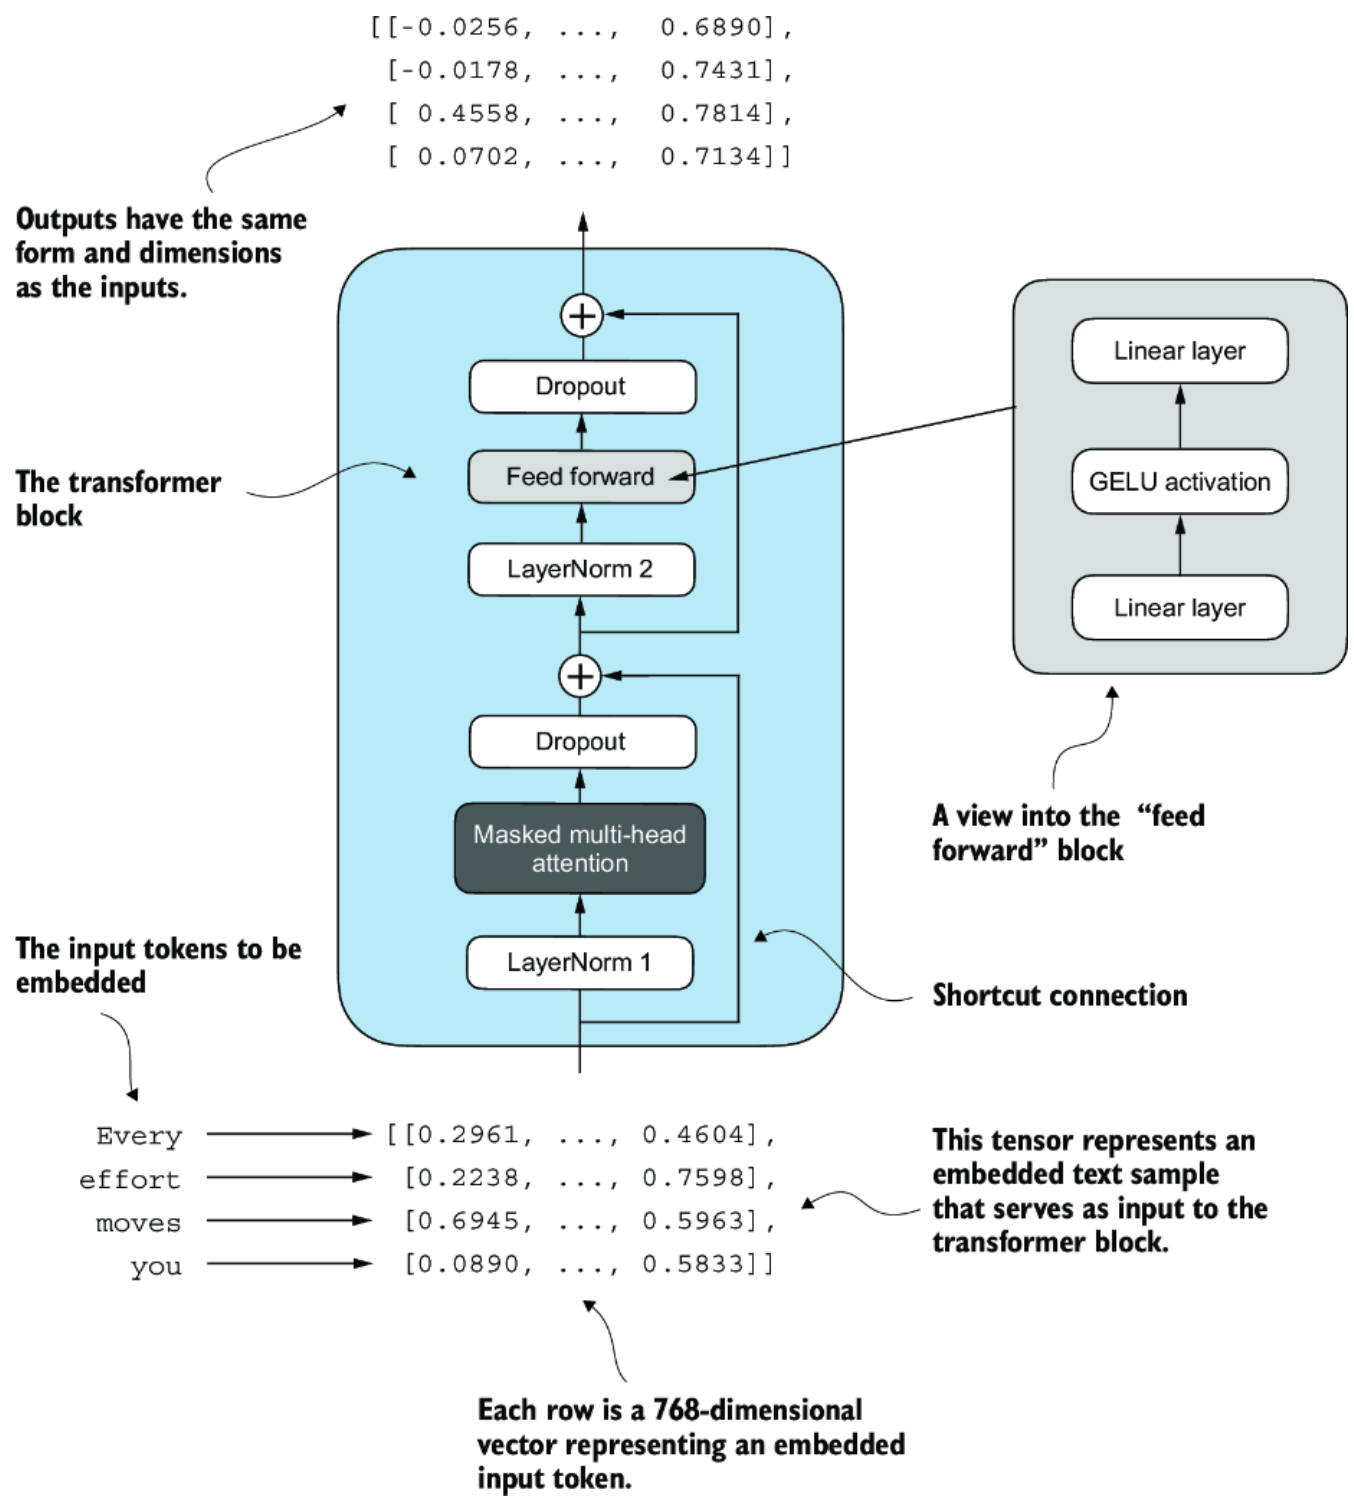 [[-0.0256, ..., 0.6890],
[-0.0178, ..., 0.7431],
[ 0.4558, ..., 0.7814],
[ 0.0702, ..., 0.7134]]
Outputs have the same
form and dimensions
as the inputs.
+
Dropout
Feed forward
LayerNorm 2
+
Dropout
Masked multi-head
attention
LayerNorm 1
The transformer
block
Linear layer
GELU activation
Linear layer
A view into the “feed
forward” block
Shortcut connection
The input tokens to be
embedded
Every [[0.2961, ..., 0.4604],
effort [0.2238, ..., 0.7598],
moves [0.6945, ..., 0.5963],
you [0.0890, ..., 0.5833]]
This tensor represents an
embedded text sample
that serves as input to the
transformer block.
Each row is a 768-dimensional
vector representing an embedded
input token.